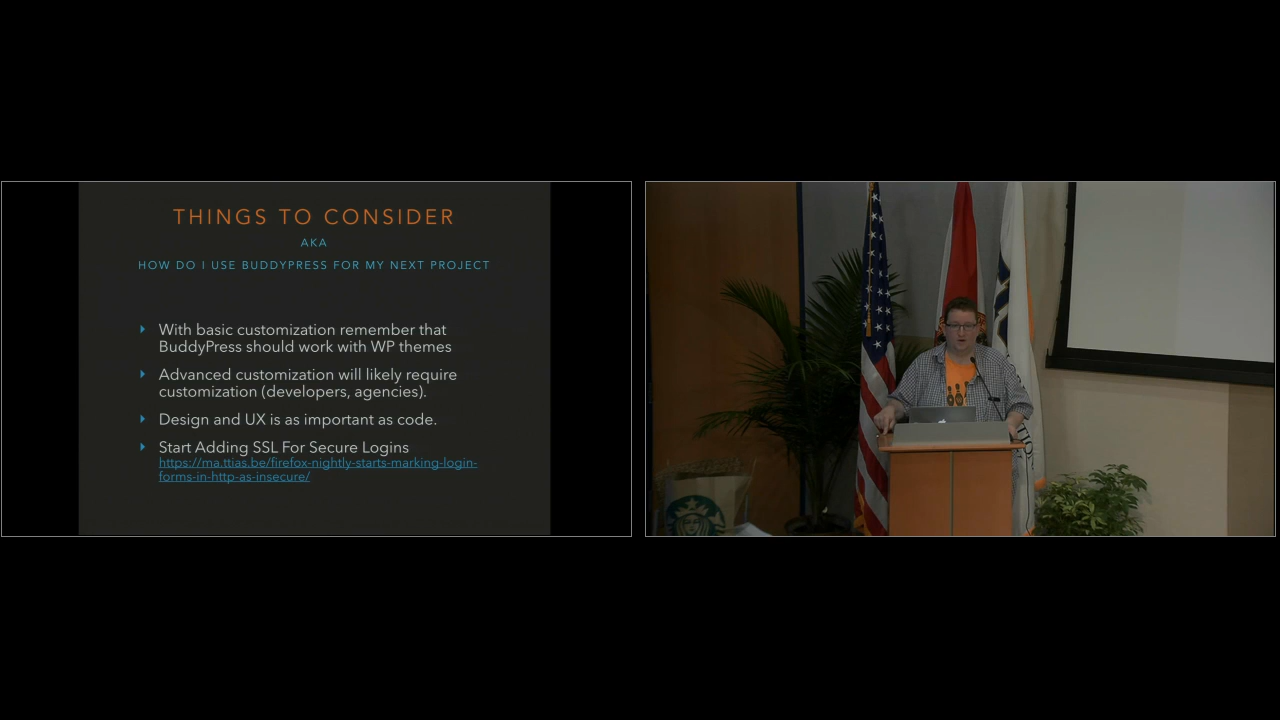 THINGS TO CONSIDER
AKA
HOW DO I USE BUDDYPRESS FOR MY NEXT PROJECT
With basic customization remember that
BuddyPress should work with WP themes
Advanced customization will likely require
customization (developers, agencies).
Design and UX is as important as code.
Start Adding SSL For Secure Logins
https://ma.ttias.be/firefox-nightly-starts-marking-login-
forms-in-http-as-insecure/